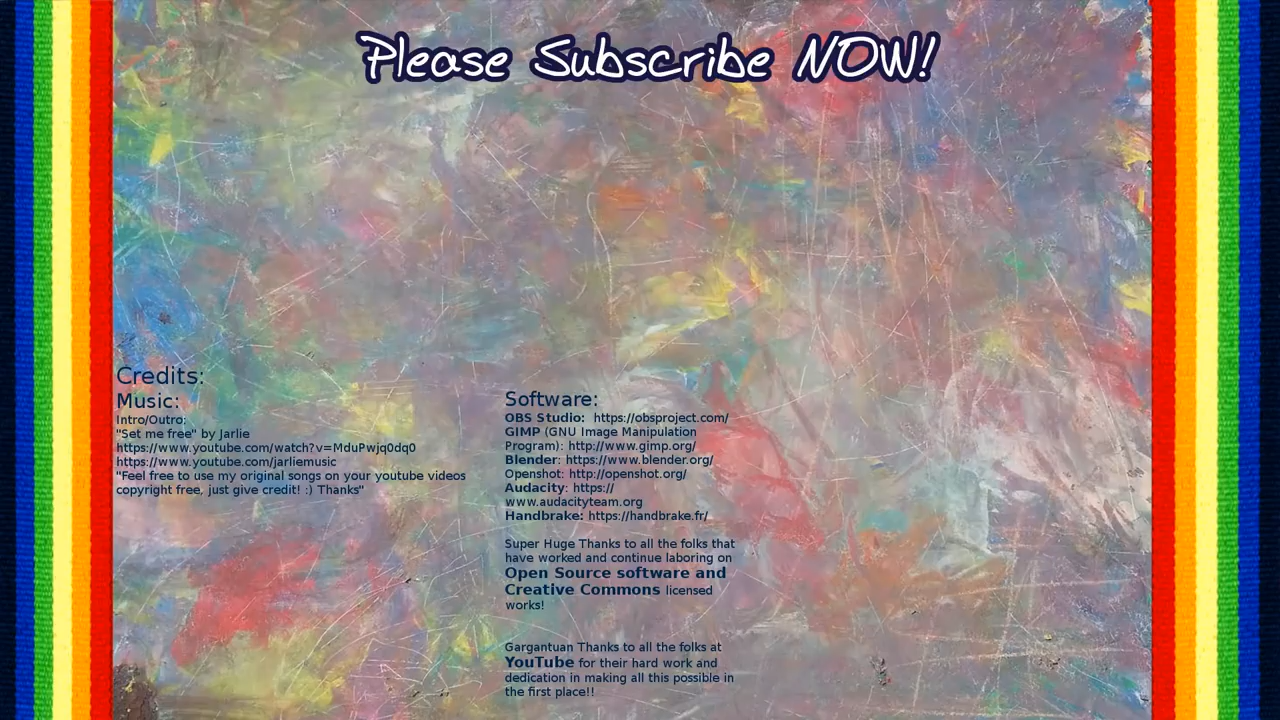 Please Subscribe NOW!
Credits:
Music:
Intro/Outro:
"Set me free" by Jarlie
https://www.youtube.com/watch?v=MduPwjq0dq0
https://www.youtube.com/jarliemusic
"Feel free to use my original songs on your youtube videos
copyright free, just give credit! :) Thanks"
Software:
OBS Studio: https://obsproject.com/
GIMP (GNU Image Manipulation
Program): http://www.gimp.org/
Blender: https://www.blender.org/
Openshot: http://openshot.org/
Audacity: https://
www.audacityteam.org
Handbrake: https://handbrake.fr/
Super Huge Thanks to all the folks that
have worked and continue laboring on
Open Source software and
Creative Commons licensed
works!
Gargantuan Thanks to all the folks at
YouTube for their hard work and
dedication in making all this possible in
the first place!!